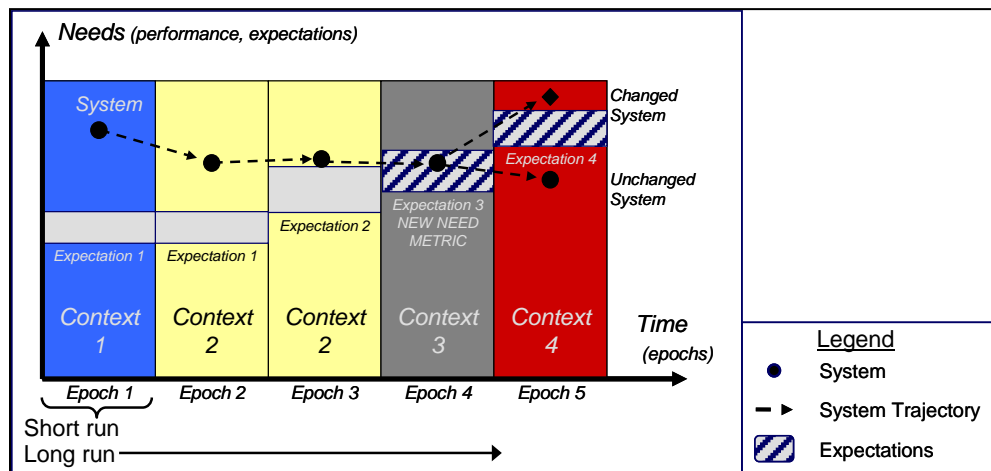 Needs (performance, expectations)
System
Changed
System
Unchanged
System
Expectation 1
Expectation 1
Expectation 2
Expectation 3
NEW NEED
METRIC
Expectation 4
Context
1
Context
2
Context
2
Context
3
Context
4
Time
(epochs)
Epoch 1
Epoch 2
Epoch 3
Epoch 4
Epoch 5
Short run
Long run
Legend
System
System Trajectory
Expectations